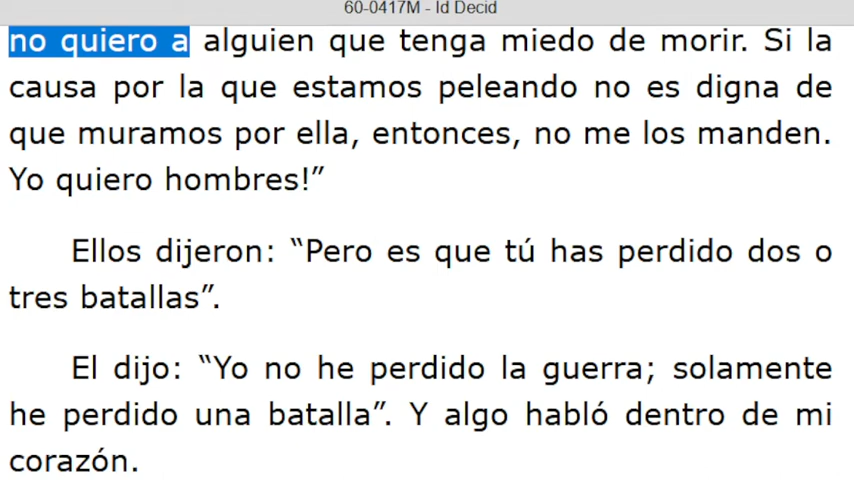 60-0417M - Id Decid
no quiero a alguien que tenga miedo de morir. Si la
causa por la que estamos peleando no es digna de
que muramos por ella, entonces, no me los manden.
Yo quiero hombres!”
Ellos dijeron: “Pero es que tú has perdido dos o
tres batallas”.
El dijo: “Yo no he perdido la guerra; solamente
he perdido una batalla”. Y algo habló dentro de mi
corazón.